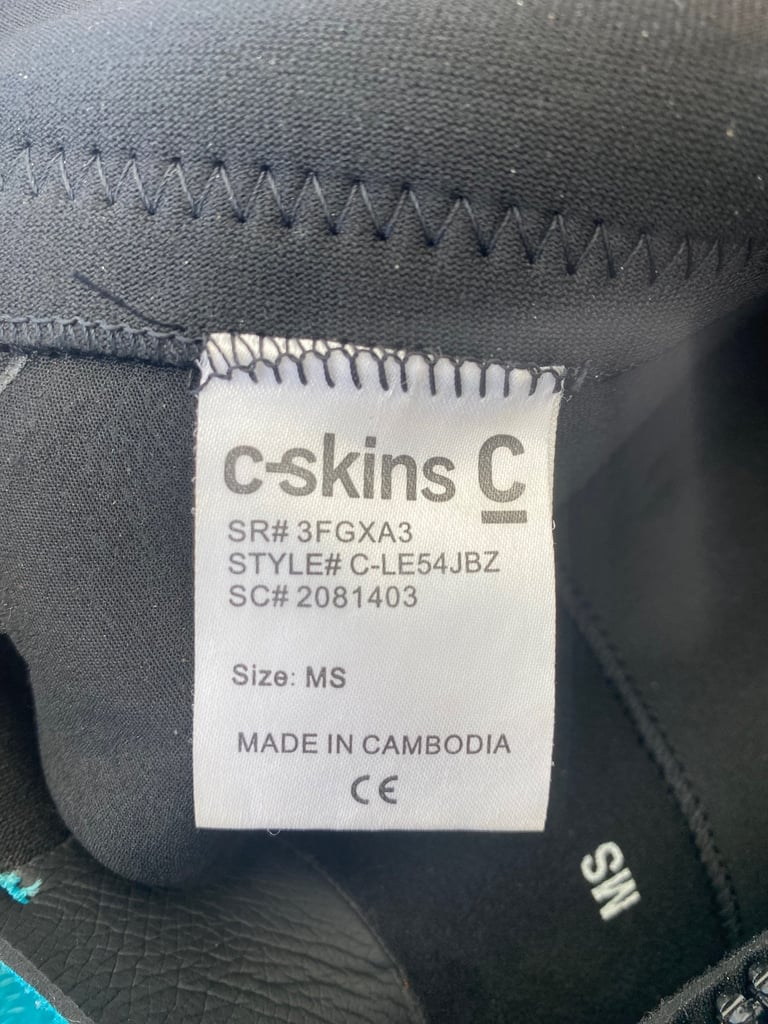 c-skins C
SR# 3FGXA3
STYLE# C-LE54JBZ
SC# 2081403
Size: MS
MADE IN CAMBODIA
CE
MS